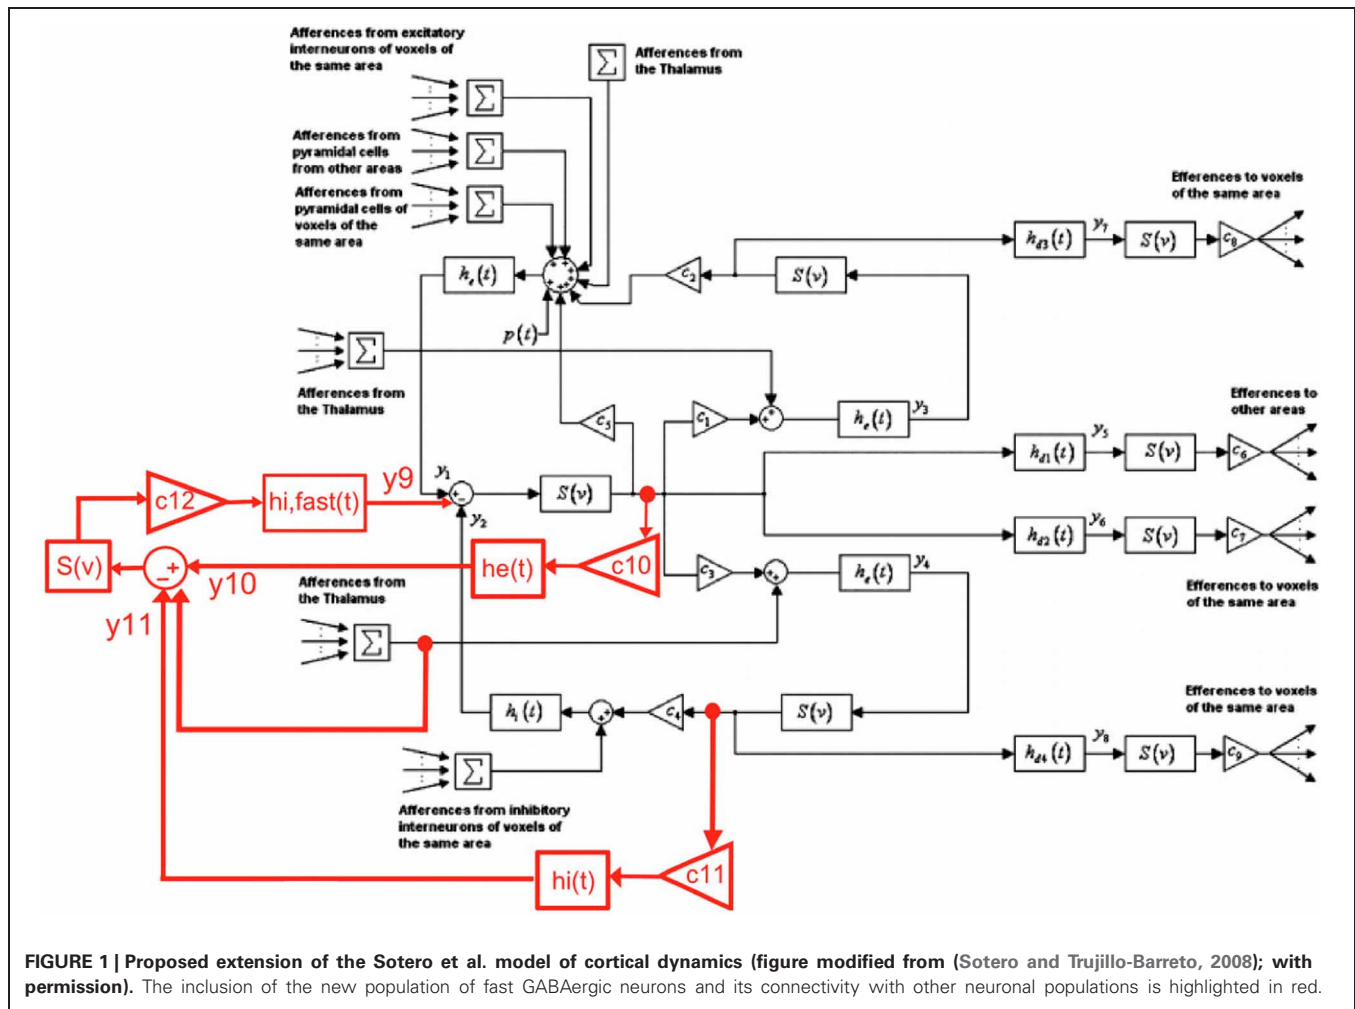 Afferences from excitatory
interneurons of voxels of
the same area
Σ
Σ
Afferences from
the Thalamus
Afferences from
pyramidal cells
from other areas
Σ
Afferences from
pyramidal cells of
voxels of the
same area
Σ
Efferences to voxels
of the same area
h_d3(t)
y_7
S(v)
c_8
h_e(t)
c_2
S(v)
p(t)
Σ
Afferences from
the Thalamus
c_5
c_1
h_e(t)
y_3
Efferences to
other areas
h_d1(t)
y_5
S(v)
c_6
c12
hi,fast(t)
y9
y_1
+
−
y_2
S(v)
h_d2(t)
y_6
S(v)
c_7
Efferences to voxels
of the same area
S(v)
−+
y10
he(t)
c10
c_3
++
h_e(t)
y_4
y11
Afferences from
the Thalamus
Σ
h_i(t)
++
c_4
S(v)
Efferences to voxels
of the same area
h_d4(t)
y_8
S(v)
c_9
Σ
Afferences from inhibitory
interneurons of voxels of
the same area
hi(t)
c11
FIGURE 1 | Proposed extension of the Sotero et al. model of cortical dynamics (figure modified from (Sotero and Trujillo-Barreto, 2008); with
permission). The inclusion of the new population of fast GABAergic neurons and its connectivity with other neuronal populations is highlighted in red.